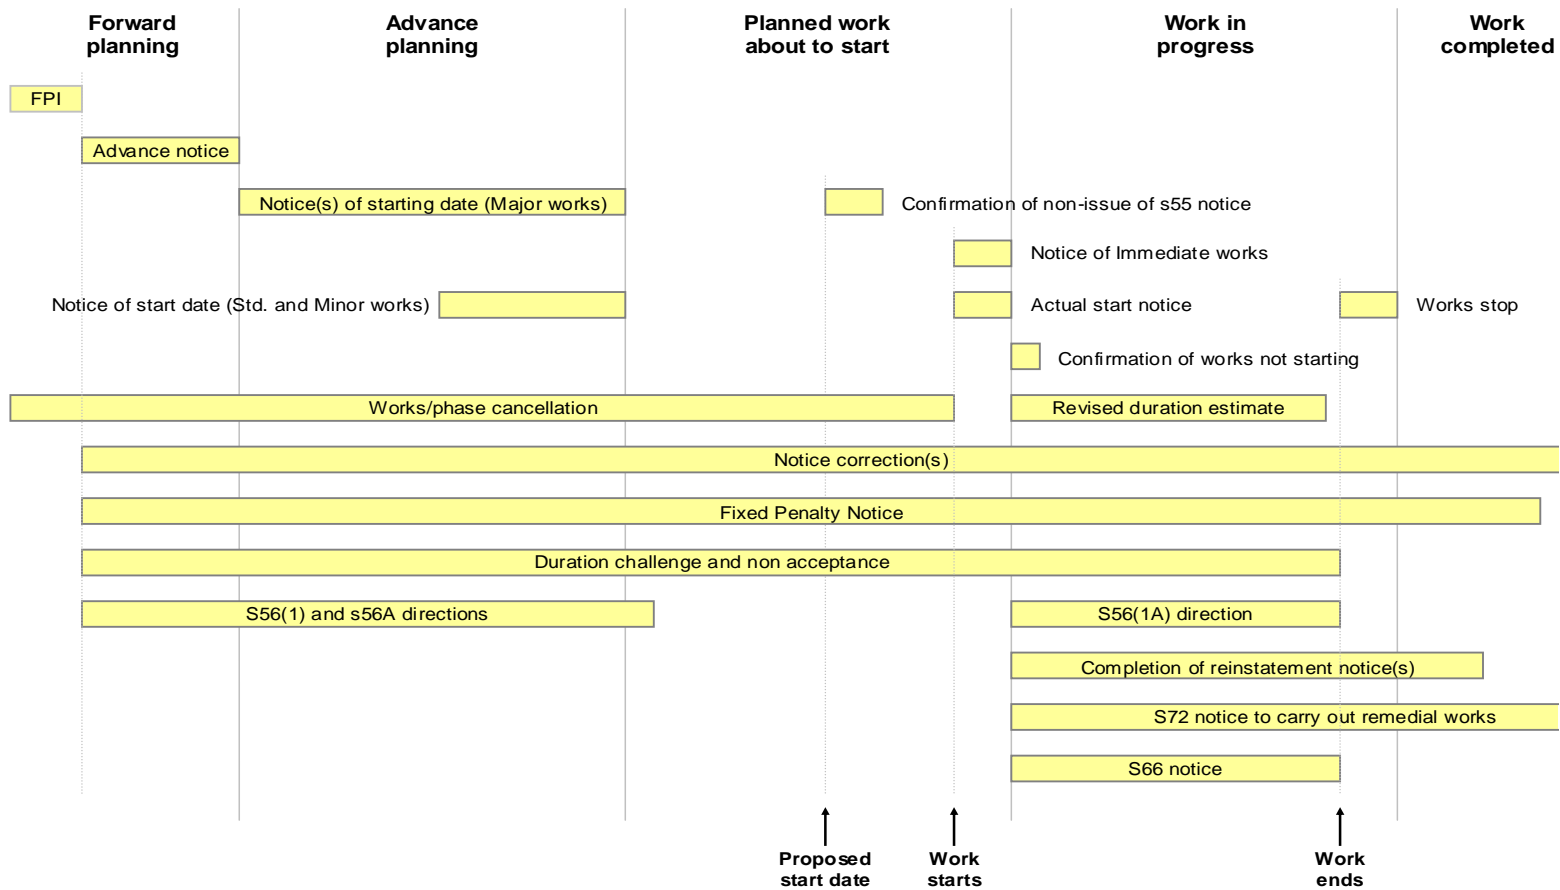 Forward
planning
Advance
planning
Planned work
about to start
Work in
progress
Work
completed
FPI
Advance notice
Notice(s) of starting date (Major works)
Confirmation of non-issue of s55 notice
Notice of Immediate works
Notice of start date (Std. and Minor works)
Actual start notice
Works stop
Confirmation of works not starting
Works/phase cancellation
Revised duration estimate
Notice correction(s)
Fixed Penalty Notice
Duration challenge and non acceptance
S56(1) and s56A directions
S56(1A) direction
Completion of reinstatement notice(s)
S72 notice to carry out remedial works
S66 notice
Proposed
start date
Work
starts
Work
ends